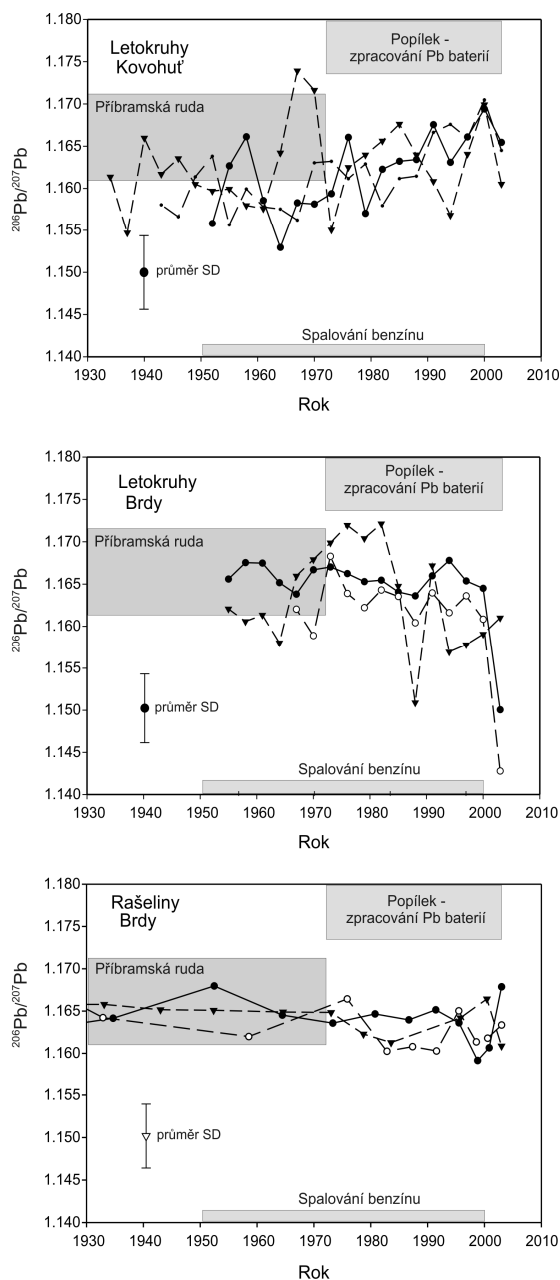 1.180
1.175
1.170
1.165
1.160
1.155
1.150
1.145
1.140
206Pb/207Pb
Letokruhy
Kovohuť
Popílek -
zpracování Pb baterií
Příbramská ruda
průměr SD
Spalování benzínu
1930 1940 1950 1960 1970 1980 1990 2000 2010
Rok
1.180
1.175
1.170
1.165
1.160
1.155
1.150
1.145
1.140
206Pb/207Pb
Letokruhy
Brdy
Popílek -
zpracování Pb baterií
Příbramská ruda
průměr SD
Spalování benzínu
1930 1940 1950 1960 1970 1980 1990 2000 2010
Rok
1.180
1.175
1.170
1.165
1.160
1.155
1.150
1.145
1.140
206Pb/207Pb
Rašeliny
Brdy
Popílek -
zpracování Pb baterií
Příbramská ruda
průměr SD
Spalování benzínu
1930 1940 1950 1960 1970 1980 1990 2000 2010
Rok